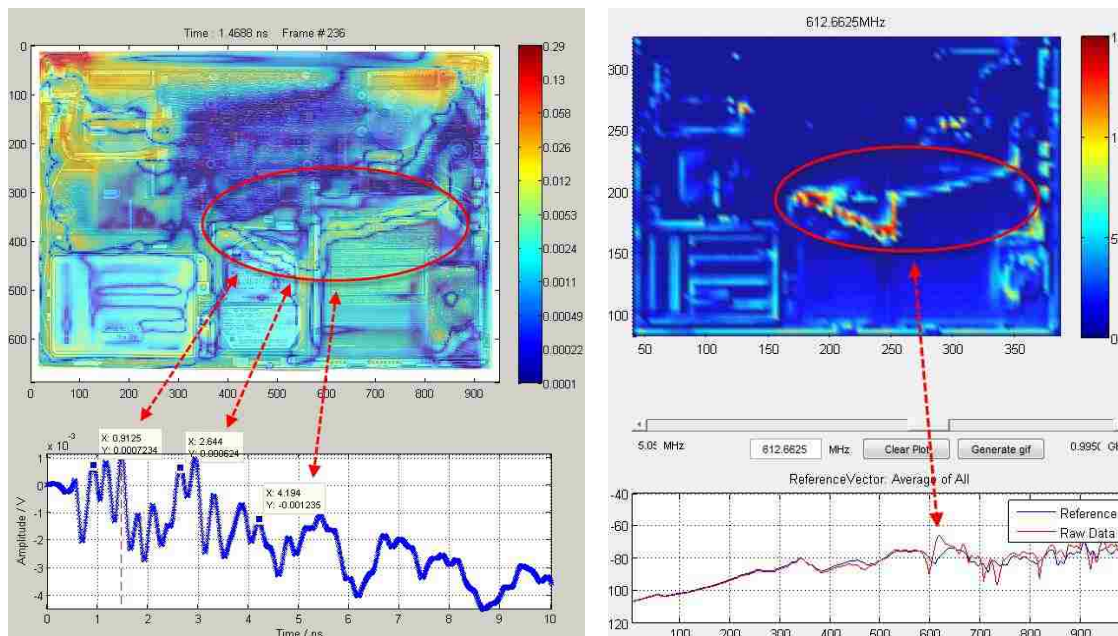 Time : 1.4688 ns Frame # 236
0
100
200
300
400
500
600
0 100 200 300 400 500 600 700 800 900
0.29
0.13
0.058
0.026
0.012
0.0053
0.0024
0.0011
0.00049
0.00022
0.0001
x 10
-3
X: 0.9125
Y: 0.0007234
X: 2.644
Y: 0.000624
X: 4.194
Y: -0.001235
Amplitude / V
1
0
-1
-2
-3
-4
0 1 2 3 4 5 6 7 8 9 10
Time / ns
612.6625MHz
300
250
200
150
100
50 100 150 200 250 300 350
5.05 MHz 612.6625 MHz Clear Plot Generate gif 0.995
ReferenceVector: Average of All
Reference
Raw Data
-40
-60
-80
100
120
100 200 300 400 500 600 700 800 900